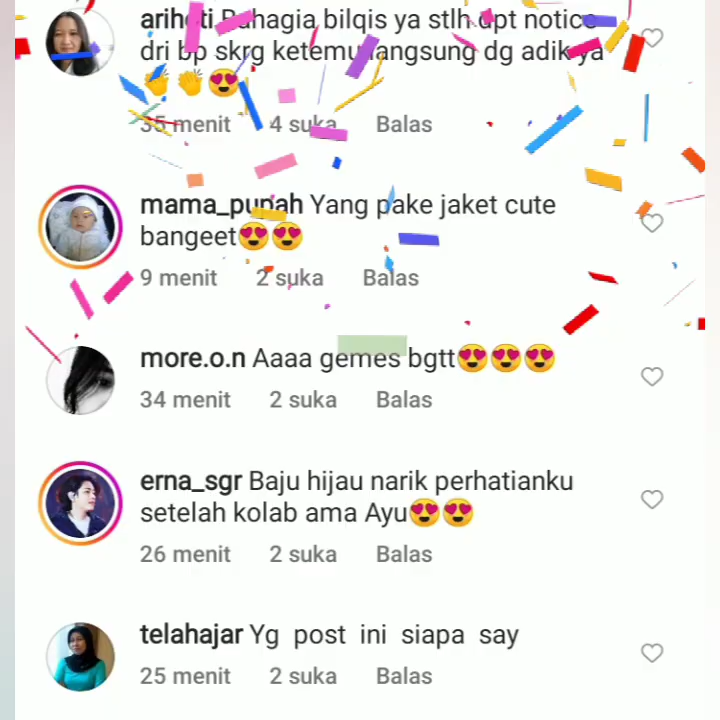 Bahagia bilqis ya stlh dpt notice
dri bp skrg ketemu langsung dg adik ya
👏👏😍
35 menit 4 suka Balas
mama_pupah Yang pake jaket cute
bangeet😍😍
9 menit 2 suka Balas
more.o.n Aaaa gemes bgtt😍😍😍
34 menit 2 suka Balas
erna_sgr Baju hijau narik perhatianku
setelah kolab ama Ayu😍😍
26 menit 2 suka Balas
telahajar Yg post ini siapa say
25 menit 2 suka Balas